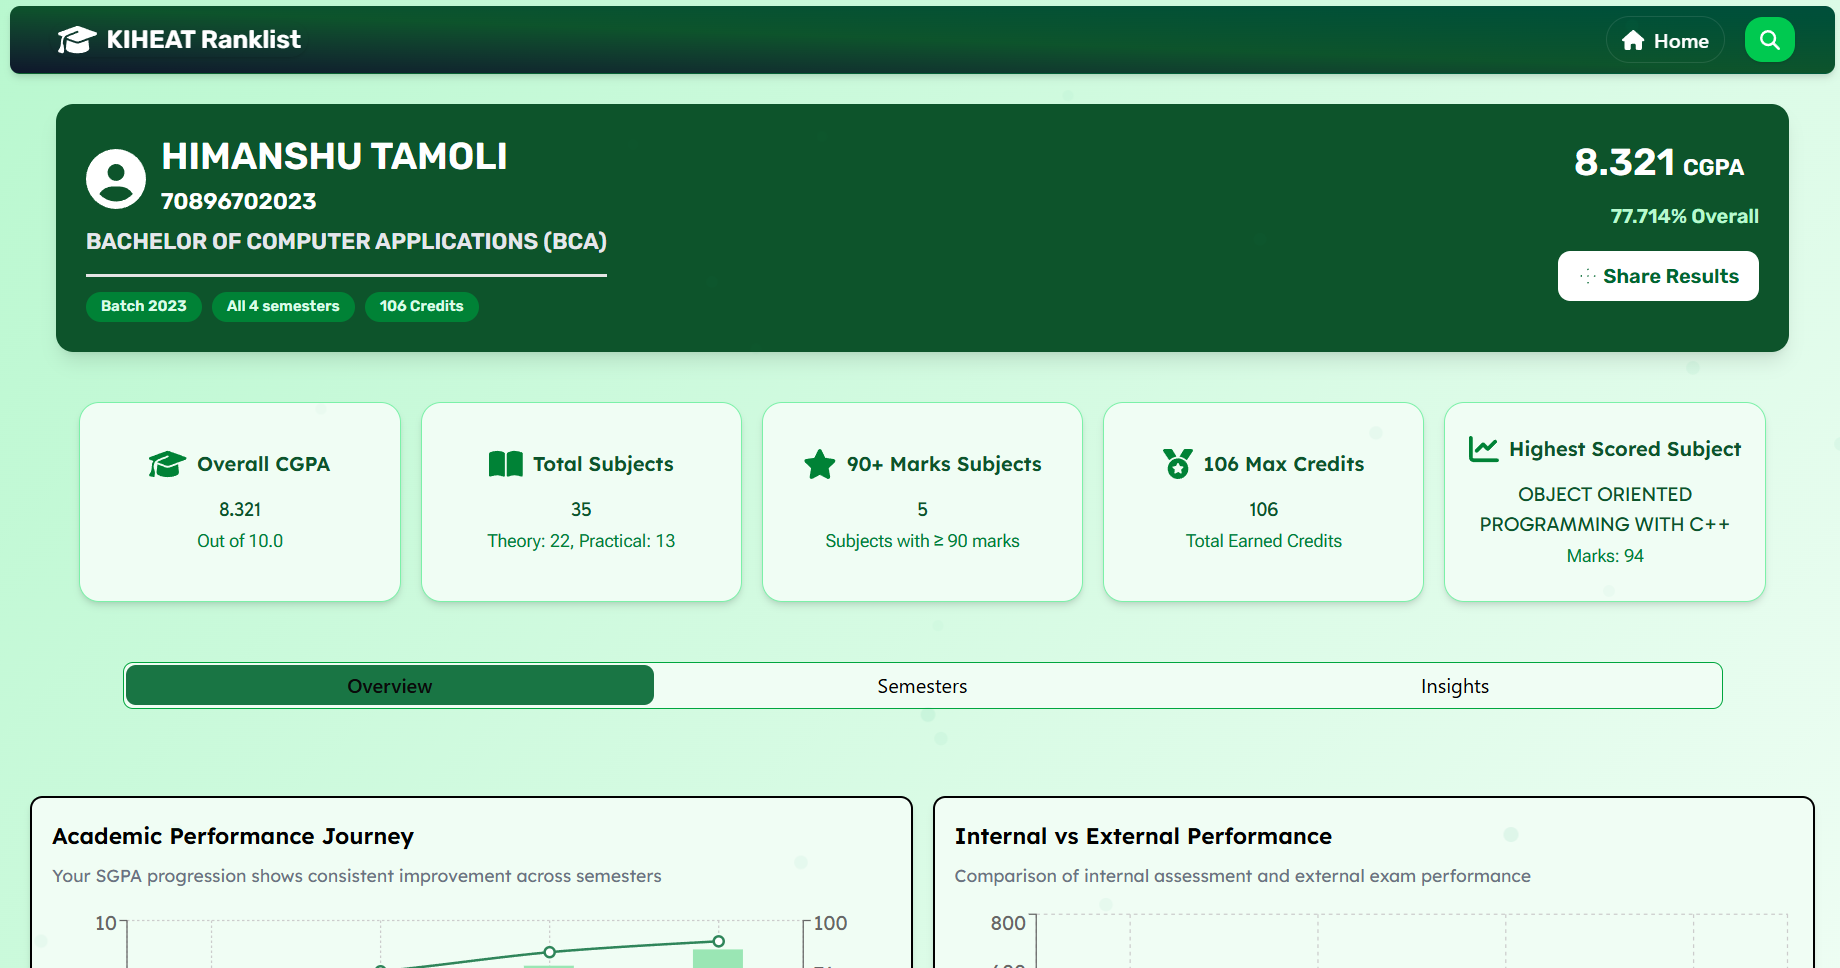 KIHEAT Ranklist
Home
HIMANSHU TAMOLI
70896702023
BACHELOR OF COMPUTER APPLICATIONS (BCA)
Batch 2023
All 4 semesters
106 Credits
8.321 CGPA
77.714% Overall
Share Results
Overall CGPA
8.321
Out of 10.0
Total Subjects
35
Theory: 22, Practical: 13
90+ Marks Subjects
5
Subjects with ≥ 90 marks
106 Max Credits
106
Total Earned Credits
Highest Scored Subject
OBJECT ORIENTED
PROGRAMMING WITH C++
Marks: 94
Overview
Semesters
Insights
Academic Performance Journey
Your SGPA progression shows consistent improvement across semesters
10
100
Internal vs External Performance
Comparison of internal assessment and external exam performance
800